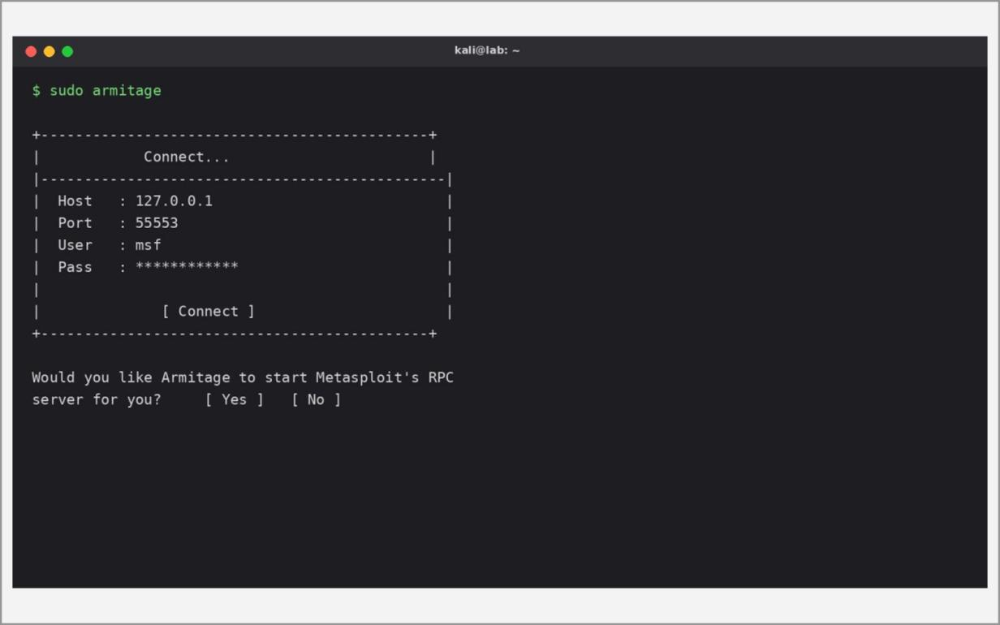 kali@lab: ~
$ sudo armitage
+---------------------------------------------+
|            Connect...                       |
|-----------------------------------------------|
|  Host   : 127.0.0.1                           |
|  Port   : 55553                               |
|  User   : msf                                 |
|  Pass   : ************                        |
|                                               |
|              [ Connect ]                      |
+---------------------------------------------+
Would you like Armitage to start Metasploit's RPC
server for you?     [ Yes ]   [ No ]